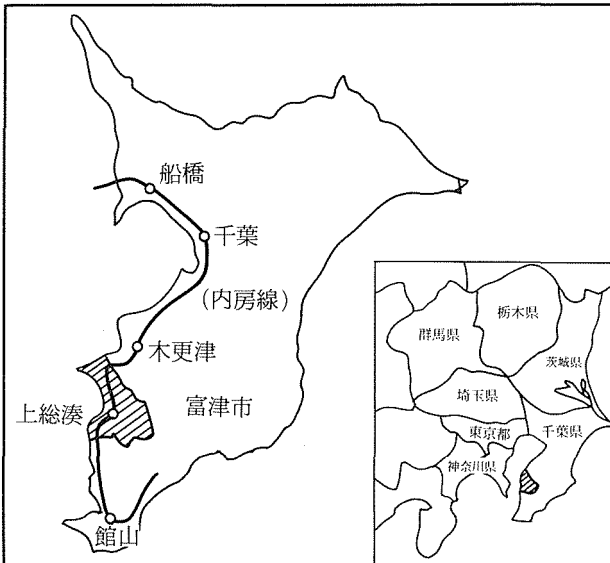 船橋
千葉
(内房線)
木更津
上総湊
富津市
館山
栃木県
群馬県
茨城県
埼玉県
東京都
千葉県
神奈川県